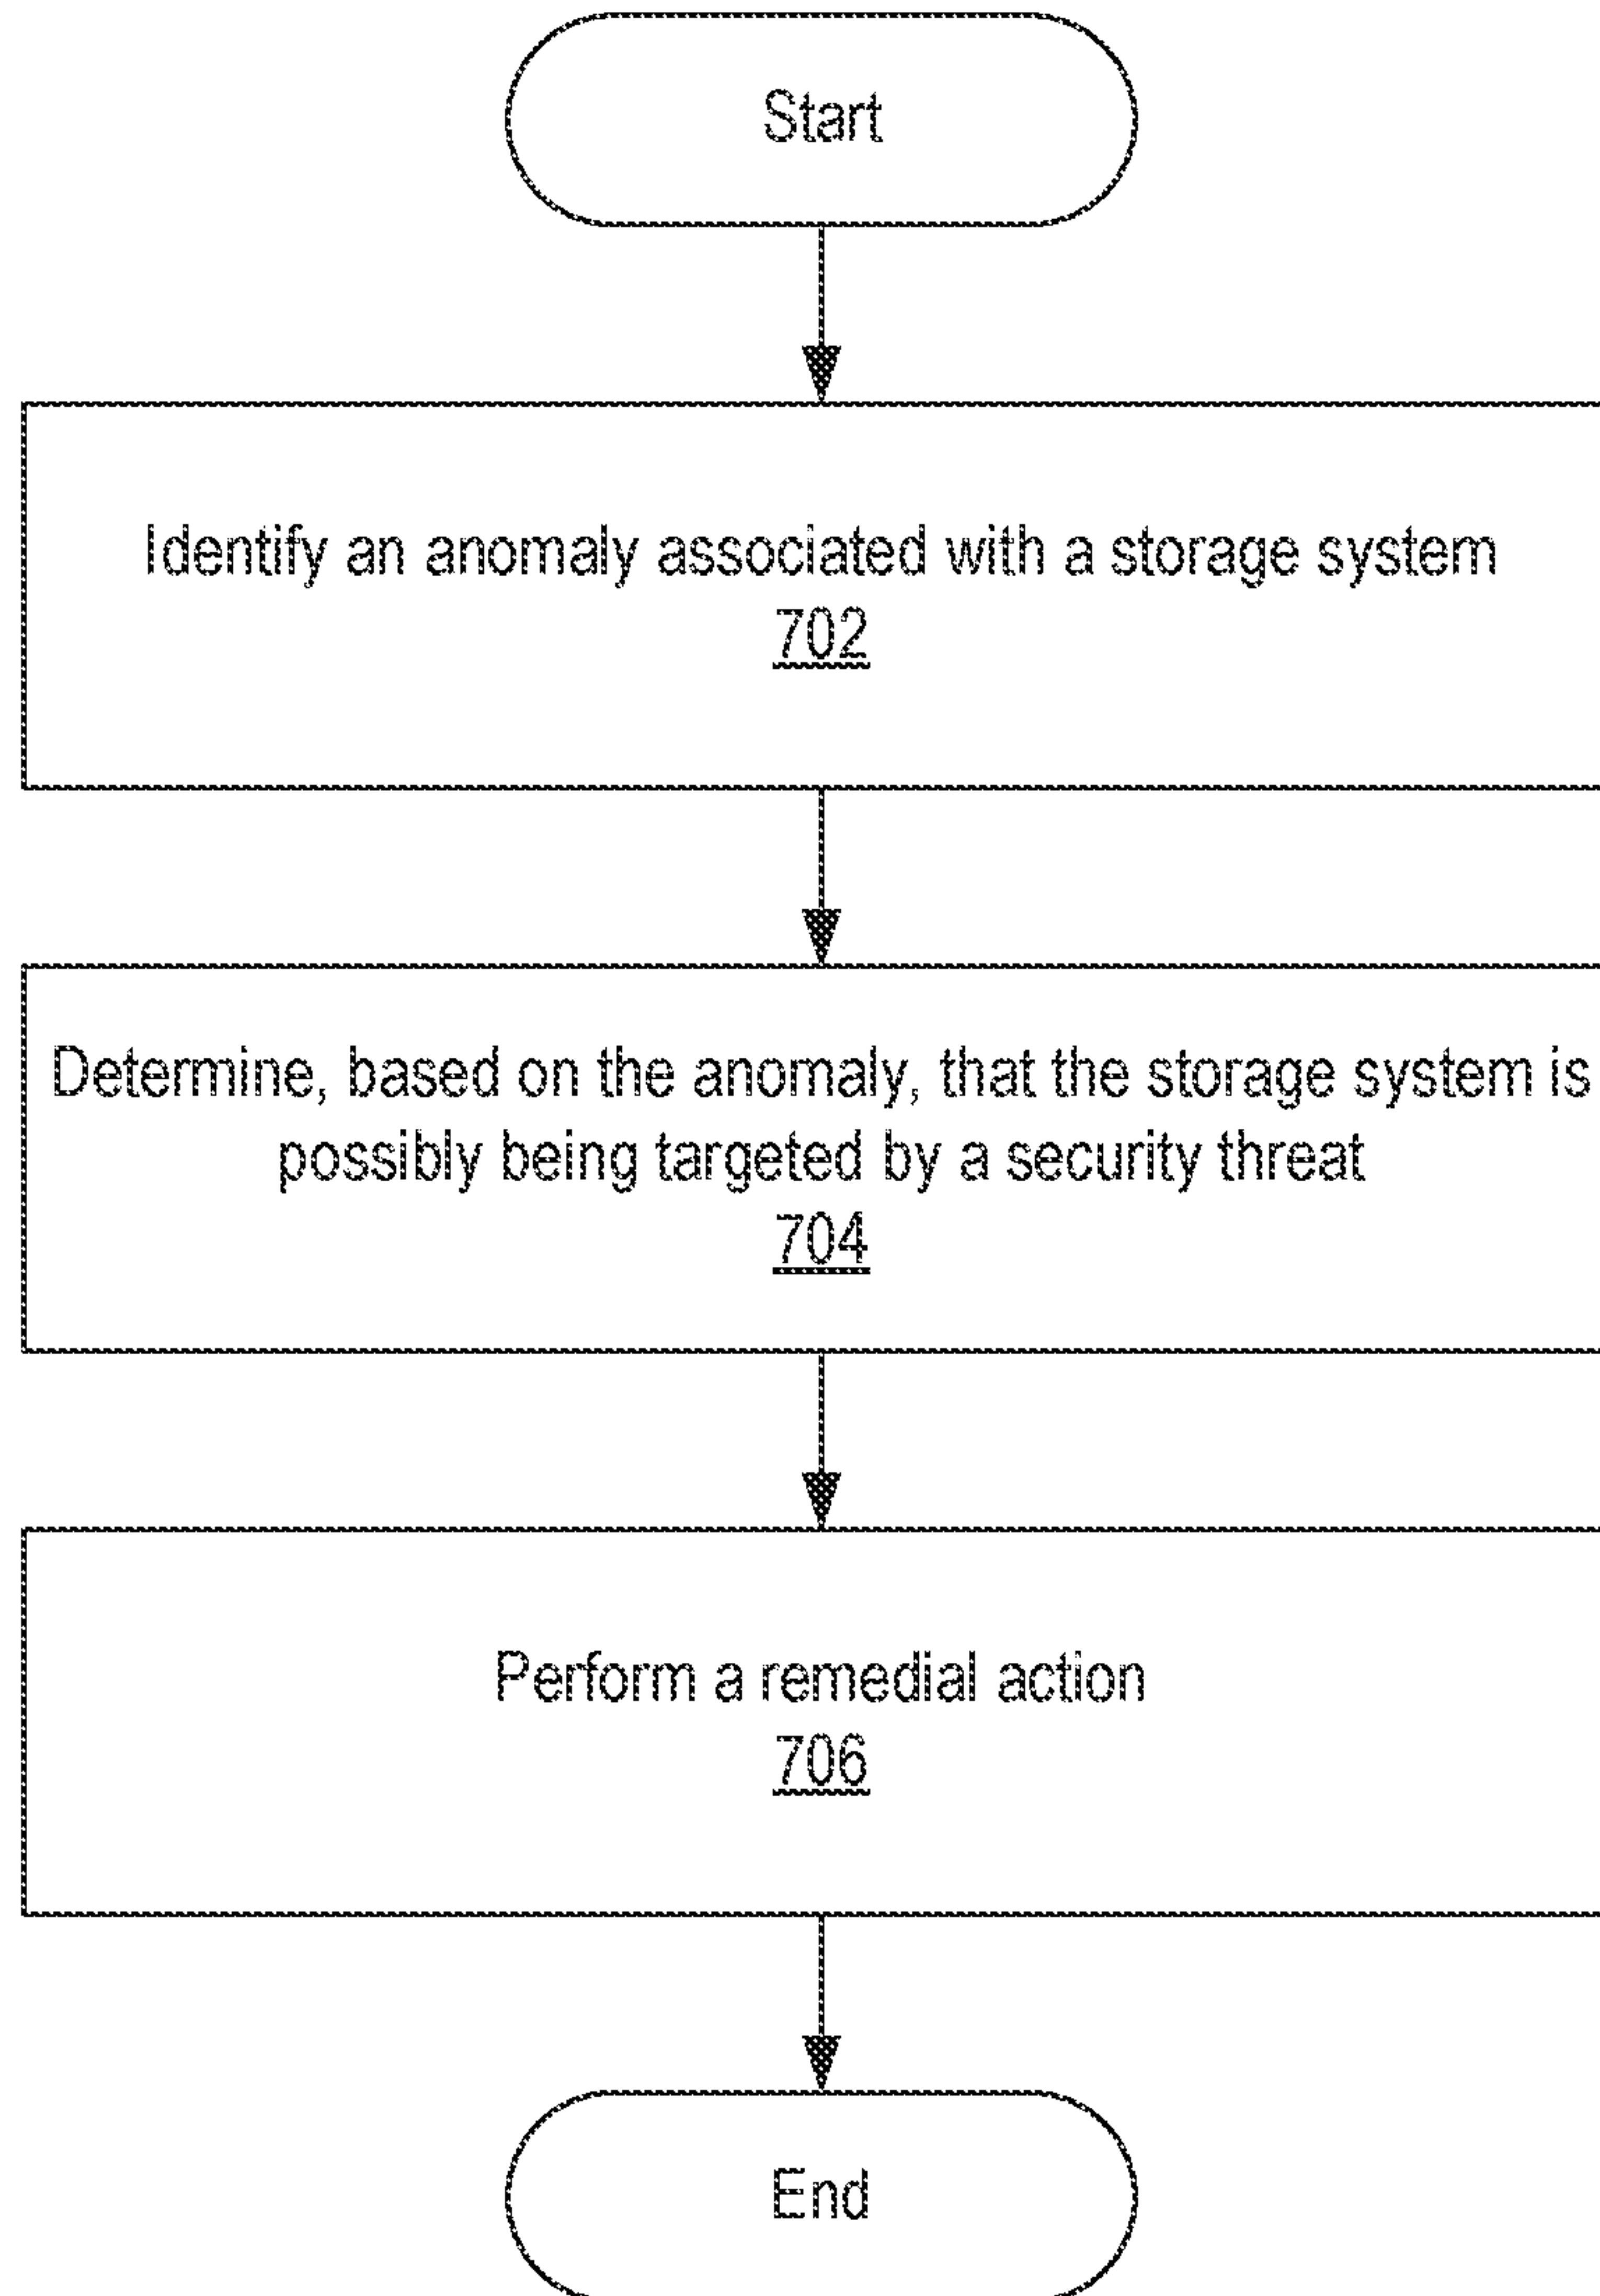 Start
Identify an anomaly associated with a storage system
702
Determine, based on the anomaly, that the storage system is
possibly being targeted by a security threat
704
Perform a remedial action
706
End